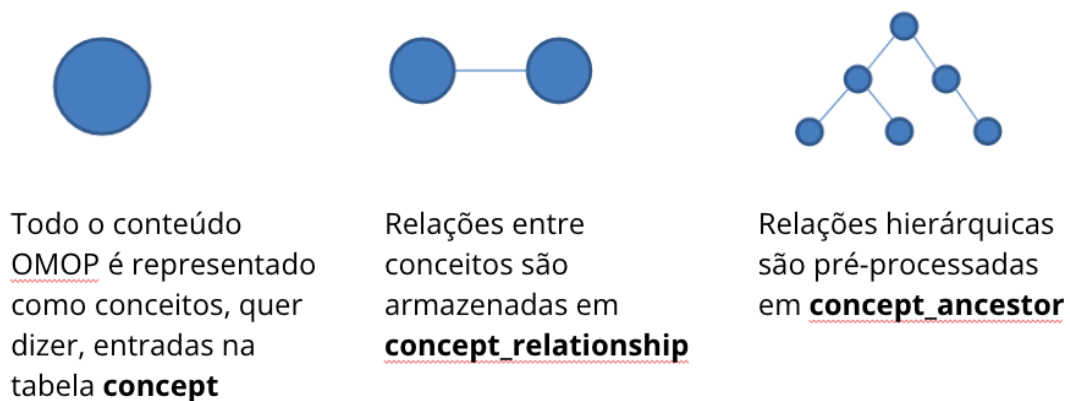 Todo o conteúdo
OMOP é representado
como conceitos, quer
dizer, entradas na
tabela concept
Relações entre
conceitos são
armazenadas em
concept_relationship
Relações hierárquicas
são pré-processadas
em concept_ancestor